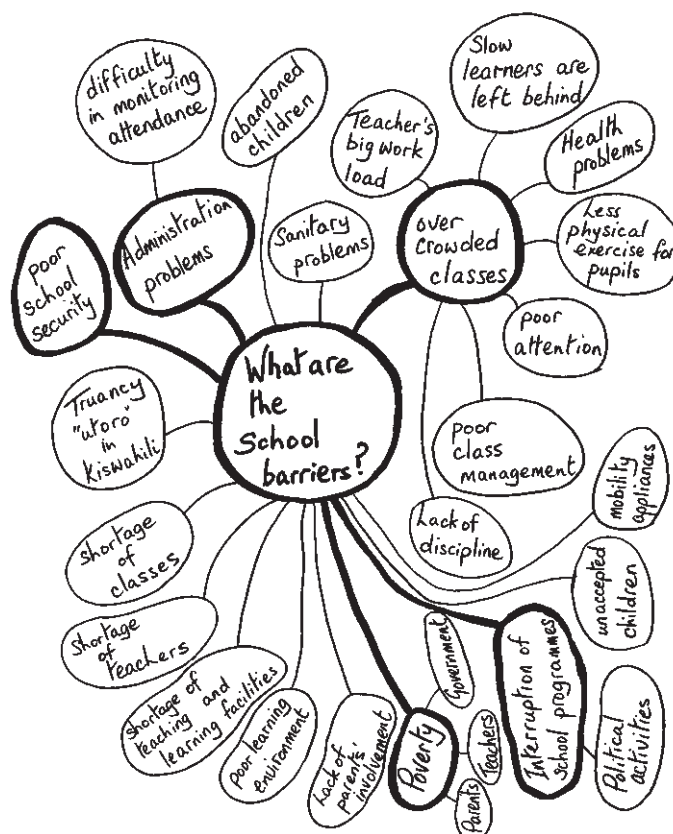 difficulty
in monitoring
attendance
abandoned
children
Slow
learners are
left behind
Teacher's
big work
load
Health
problems
poor
school
security
Administration
problems
Sanitary
problems
over
crowded
classes
Less
physical
exercise for
pupils
poor
attention
What are
the
School
barriers?
Truancy
"utoro"
in
Kiswahili
poor
class
management
mobility
appliances
Lack of
discipline
shortage
of
classes
unaccepted
children
shortage
of
teachers
shortage of
teaching and
learning facilities
poor learning
environment
Lack of
parents'
involvement
Poverty
Government
Teachers
Parents
Interruption of
school programmes
Political
activities